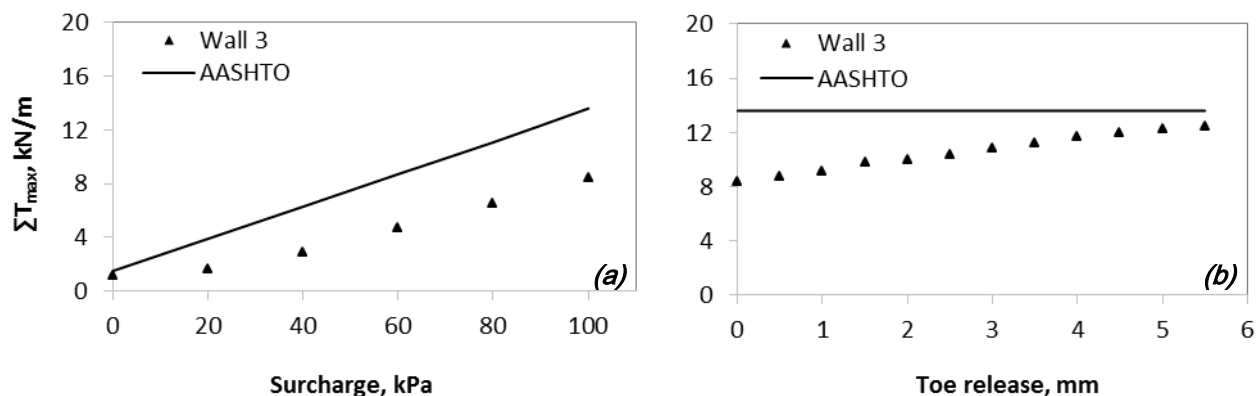 20
16
12
8
4
0
∑Tmax, kN/m
Wall 3
AASHTO
(a)
0 20 40 60 80 100
Surcharge, kPa
20
16
12
8
4
0
Wall 3
AASHTO
(b)
0 1 2 3 4 5 6
Toe release, mm